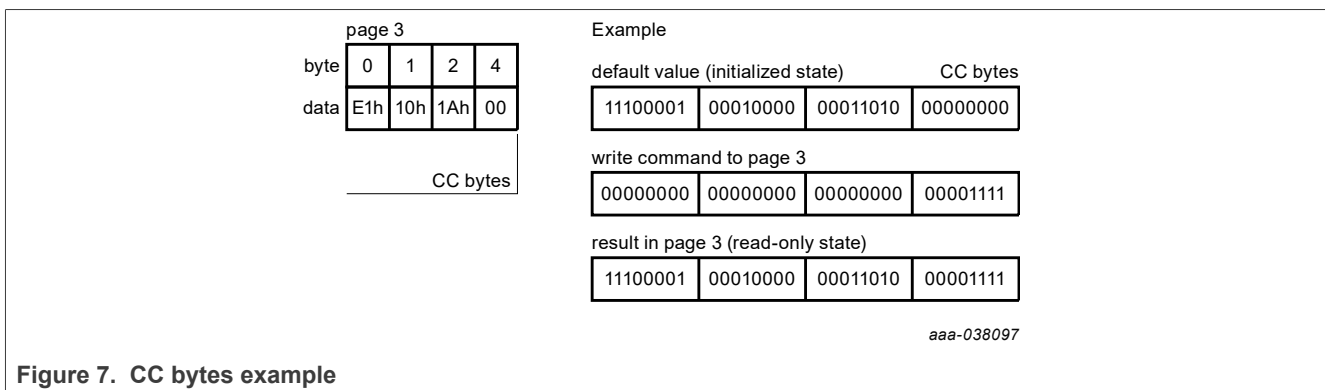 page 3
byte 0 1 2 4
data E1h 10h 1Ah 00
CC bytes
Example
default value (initialized state) CC bytes
11100001 00010000 00011010 00000000
write command to page 3
00000000 00000000 00000000 00001111
result in page 3 (read-only state)
11100001 00010000 00011010 00001111
aaa-038097
Figure 7. CC bytes example